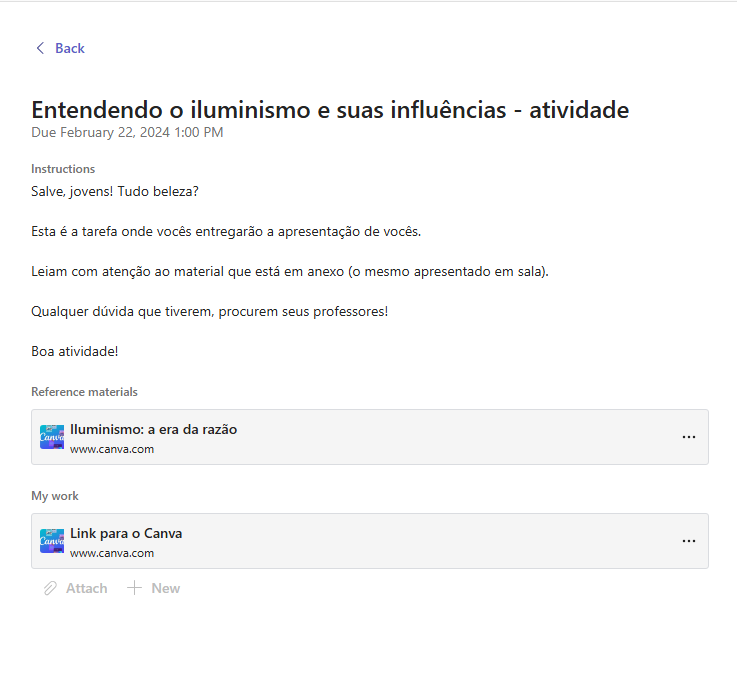 Back
Entendendo o iluminismo e suas influências - atividade
Due February 22, 2024 1:00 PM
Instructions
Salve, jovens! Tudo beleza?
Esta é a tarefa onde vocês entregarão a apresentação de vocês.
Leiam com atenção ao material que está em anexo (o mesmo apresentado em sala).
Qualquer dúvida que tiverem, procurem seus professores!
Boa atividade!
Reference materials
Canva
Iluminismo: a era da razão
www.canva.com
My work
Canva
Link para o Canva
www.canva.com
Attach New